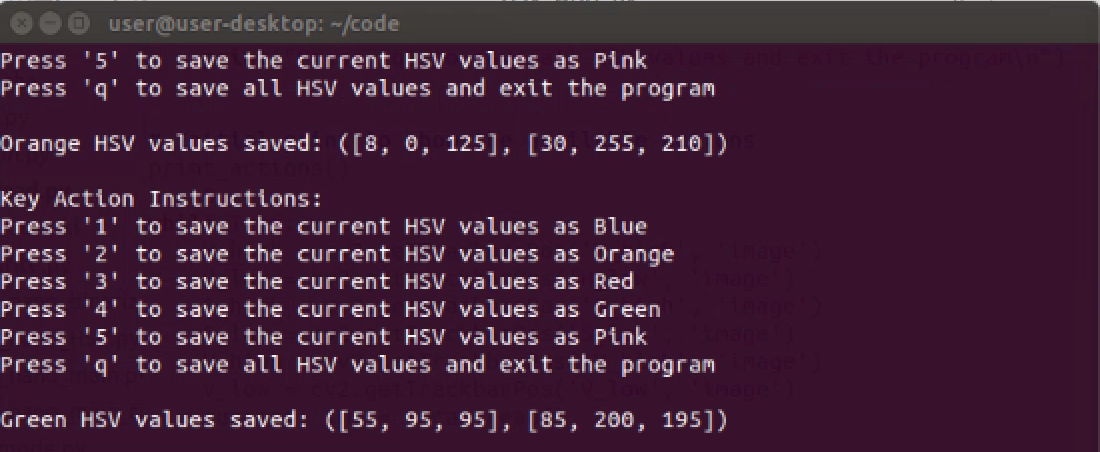 user@user-desktop: ~/code
Press '5' to save the current HSV values as Pink
Press 'q' to save all HSV values and exit the program

Orange HSV values saved: ([8, 0, 125], [30, 255, 210])

Key Action Instructions:
Press '1' to save the current HSV values as Blue
Press '2' to save the current HSV values as Orange
Press '3' to save the current HSV values as Red
Press '4' to save the current HSV values as Green
Press '5' to save the current HSV values as Pink
Press 'q' to save all HSV values and exit the program

Green HSV values saved: ([55, 95, 95], [85, 200, 195])